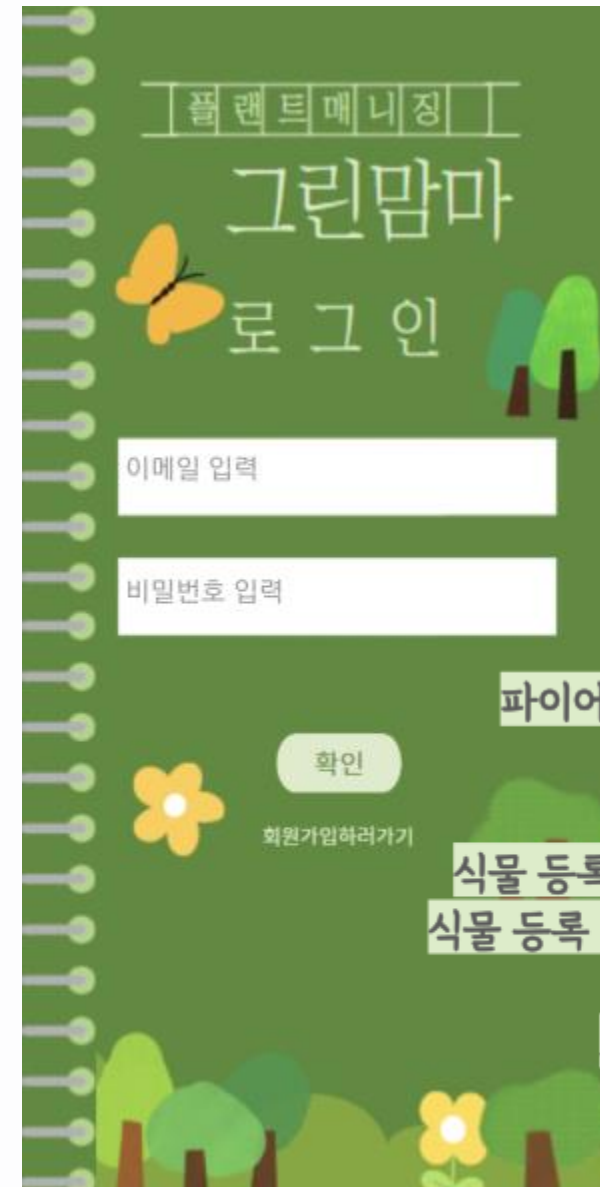 플랜트매니징
그린맘마
로그인
이메일 입력
비밀번호 입력
파이어
확인
회원가입하러가기
식물 등록
식물 등록